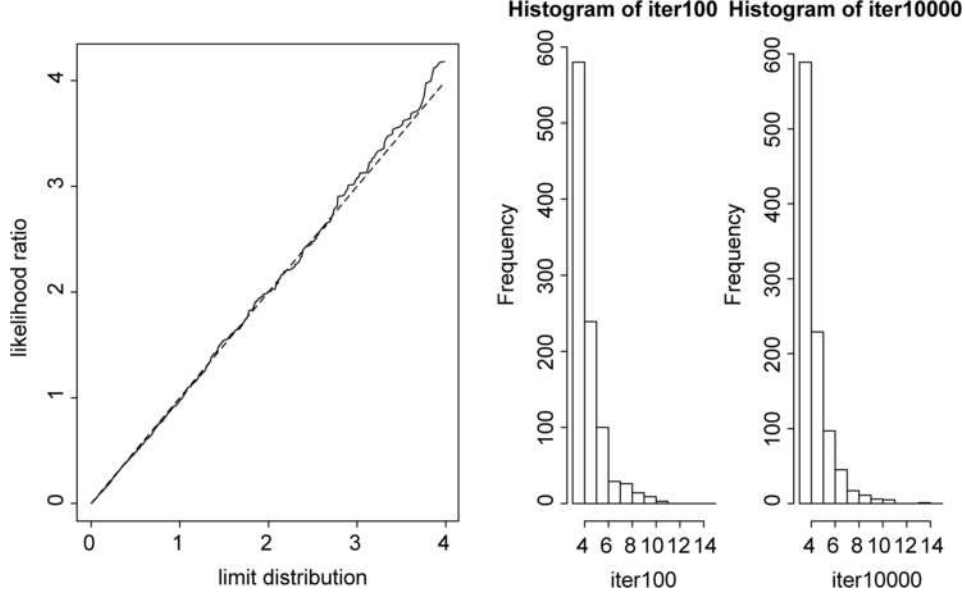 likelihood ratio
4
3
2
1
0
0 1 2 3 4
limit distribution
Histogram of iter100
Frequency
600
500
400
300
200
100
0
4 6 8 10 12 14
iter100
Histogram of iter10000
Frequency
600
500
400
300
200
100
0
4 6 8 10 12 14
iter10000